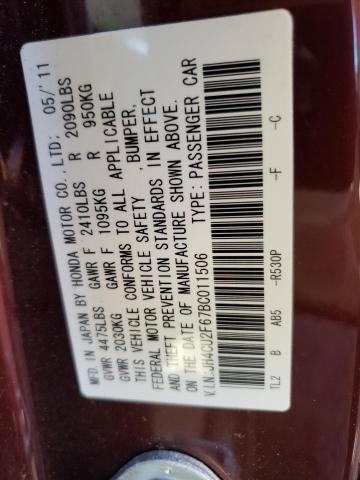 MFD. IN JAPAN BY HONDA MOTOR CO., LTD; 05/'11
GVWR 4475LBS GAWR F 2410LBS R 2090LBS
GVWR 2030KG GAWR F 1095KG R 950KG
THIS VEHICLE CONFORMS TO ALL APPLICABLE
FEDERAL MOTOR VEHICLE SAFETY , BUMPER,
AND THEFT PREVENTION STANDARDS IN EFFECT
ON THE DATE OF MANUFACTURE SHOWN ABOVE.
V.I.N.:JH4CU2F67BC011506 TYPE: PASSENGER CAR
TL2 B AB5 -R530P -F -C